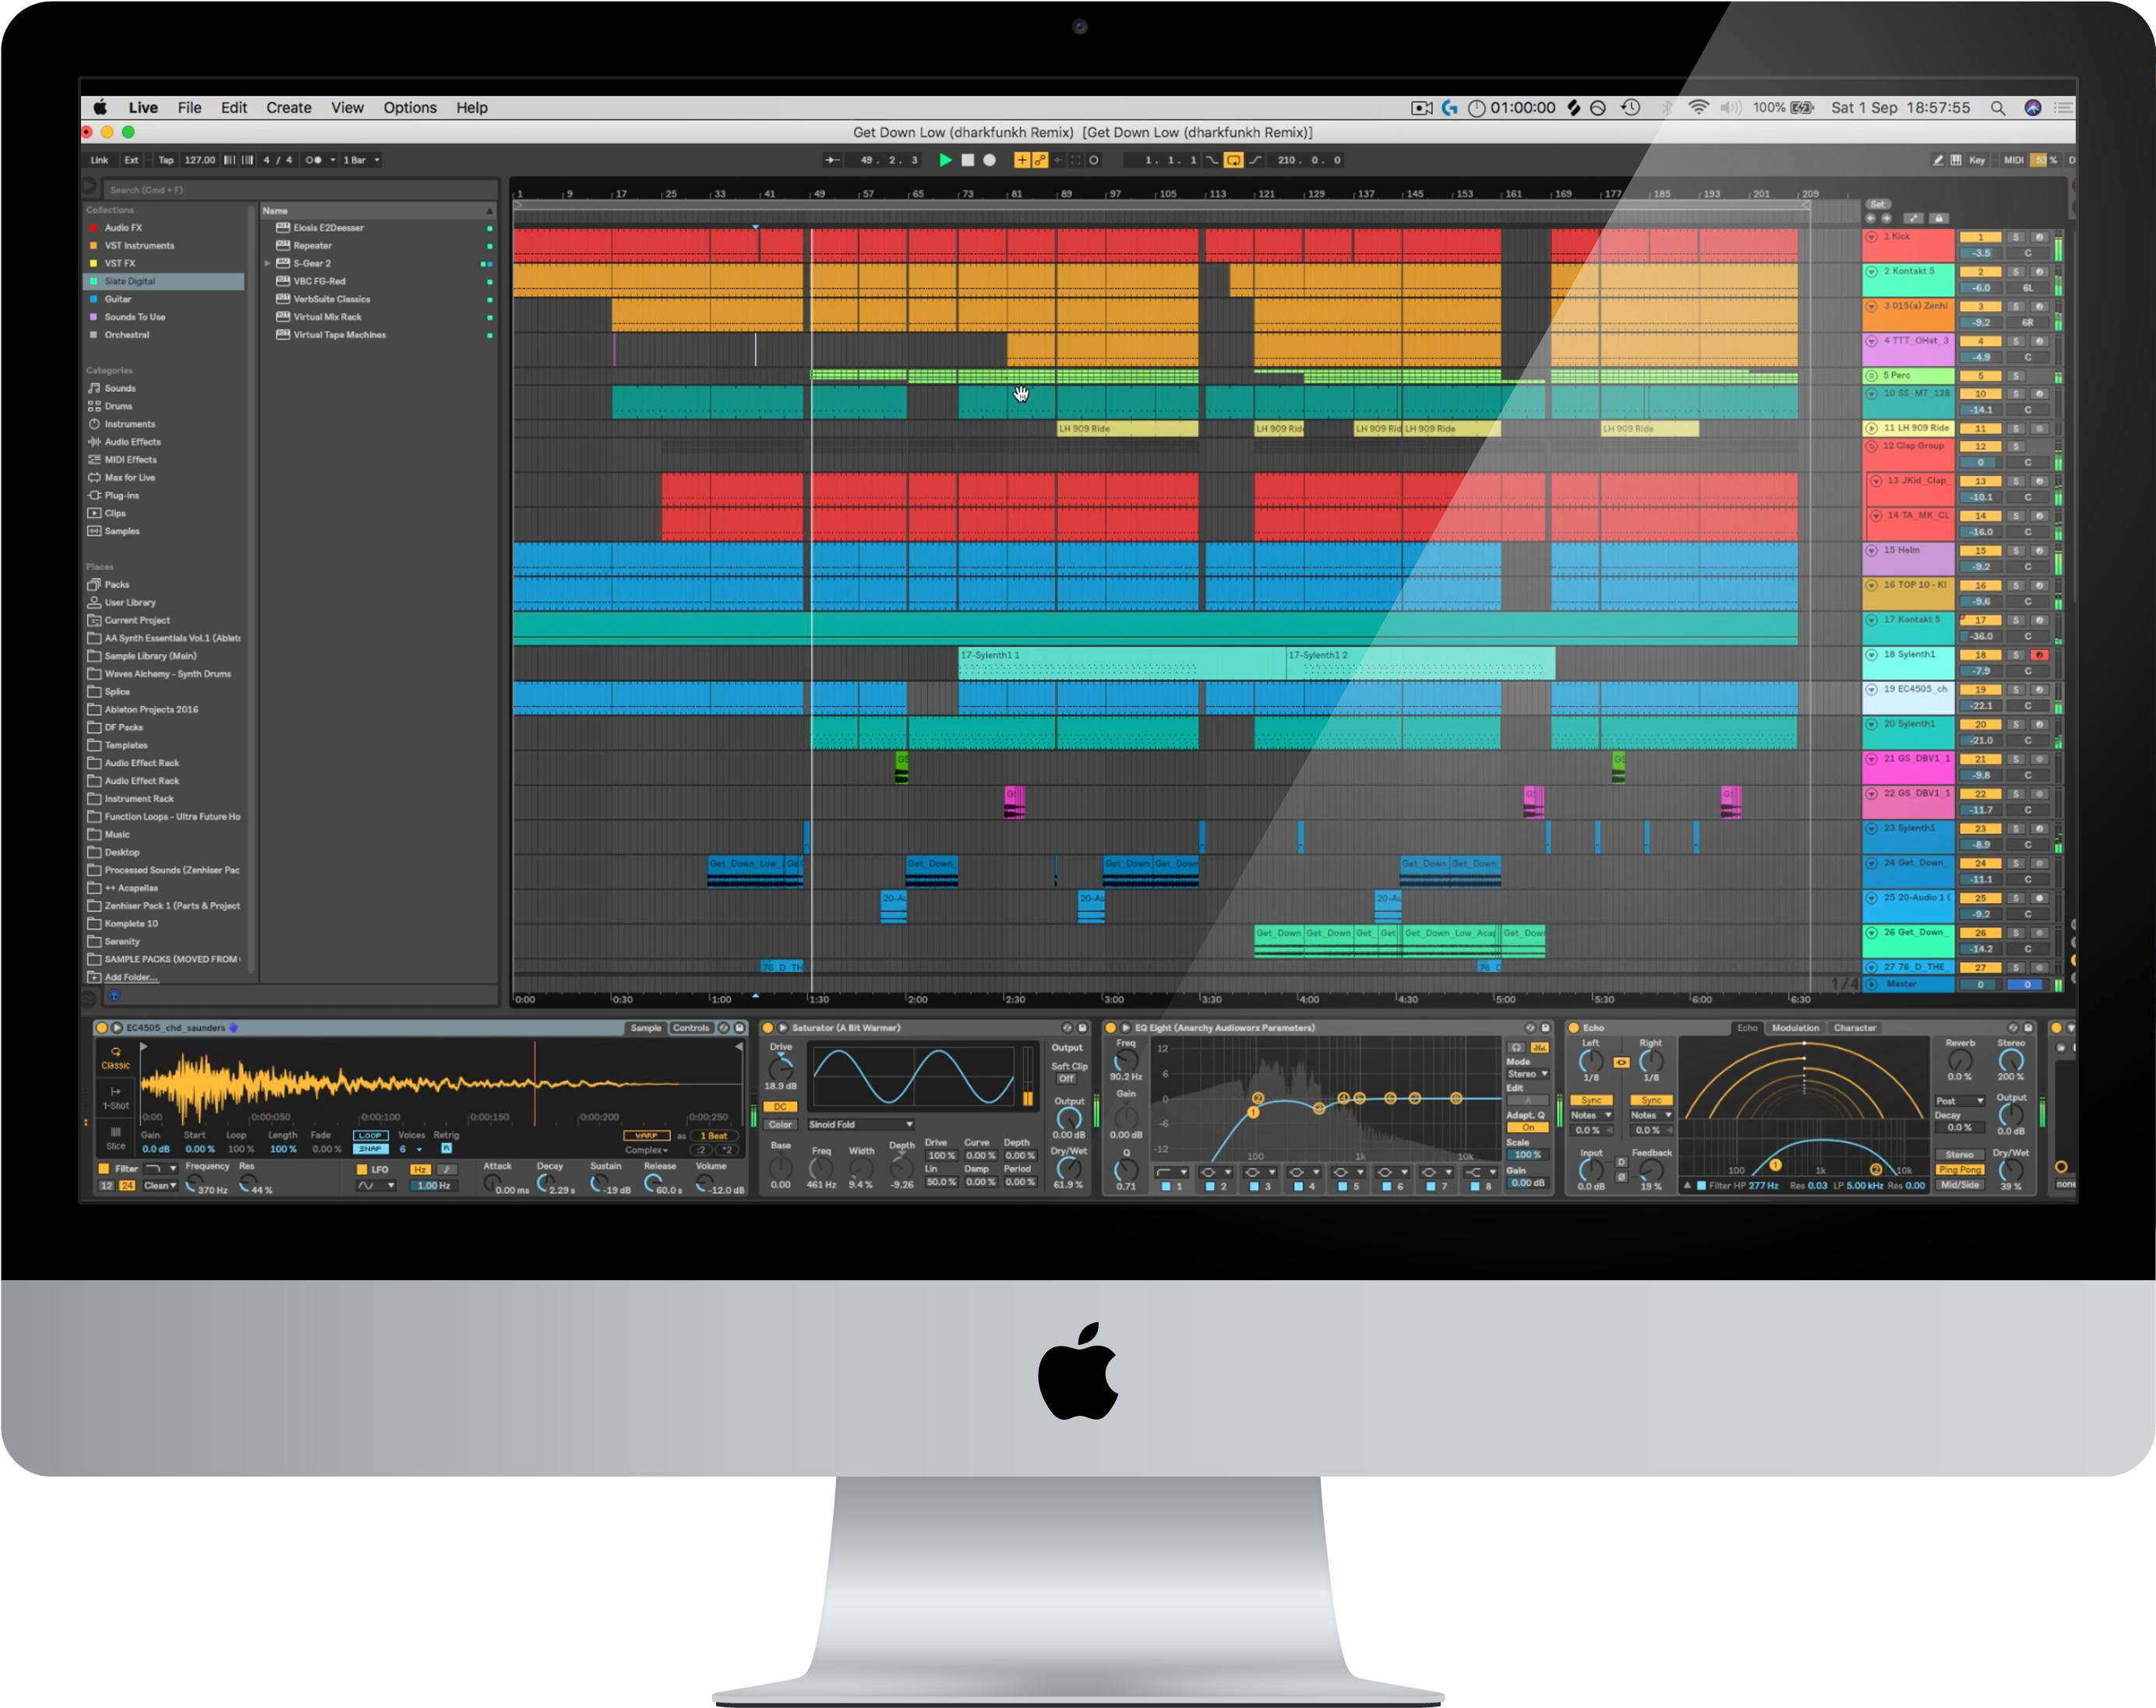 Live File Edit Create View Options Help 01:00:00 100% Sat 1 Sep 18:57:55
Get Down Low (dharkfunkh Remix) [Get Down Low (dharkfunkh Remix)]
Link Ext Tap 127.00 4 / 4 1 Bar 49. 2. 3 1. 1. 1 210. 0. 0 Key MIDI 53 % D
Search (Cmd + F)
Collections
Audio FX
VST Instruments
VST FX
Slate Digital
Guitar
Sounds To Use
Orchestral
Categories
Sounds
Drums
Instruments
Audio Effects
MIDI Effects
Max for Live
Plug-ins
Clips
Samples
Places
Packs
User Library
Current Project
AA Synth Essentials Vol.1 (Ablet
Sample Library (Main)
Waves Alchemy - Synth Drums
Splice
Ableton Projects 2016
DF Packs
Templates
Audio Effect Rack
Audio Effect Rack
Instrument Rack
Function Loops - Ultra Future Ho
Music
Desktop
Processed Sounds (Zenhiser Pac
++ Acapellas
Zenhiser Pack 1 (Parts & Project
Komplete 10
Serenity
SAMPLE PACKS (MOVED FROM
Add Folder...
Name
Eiosis E2Deesser
Repeater
S-Gear 2
VBC FG-Red
VerbSuite Classics
Virtual Mix Rack
Virtual Tape Machines
1 9 17 25 33 41 49 57 65 73 81 89 97 105 113 121 129 137 145 153 161 169 177 185 193 201 209
Set
1 Kick 1 S -3.5 C
2 Kontakt 5 2 S -6.0 6L
3 015(a) Zenhi 3 S -9.2 6R
4 TTT_OHat_3 4 S -4.9 C
5 Perc 5 S
10 SS_MT_128 10 S -14.1 C
LH 909 Ride LH 909 Ride LH 909 Rid LH 909 Ride LH 909 Ride
11 LH 909 Ride 11 S
12 Clap Group 12 S 0 C
13 JKid_Clap_ 13 S -10.1 C
14 TA_MK_CL 14 S -16.0 C
15 Helm 15 S -9.2 C
16 TOP 10 - KI 16 S -9.6 C
17 Kontakt 5 17 S -36.0 C
17-Sylenth1 1 17-Sylenth1 2
18 Sylenth1 18 S -7.9 C
19 EC4505_ch 19 S -22.1 C
20 Sylenth1 20 S -21.0 C
GS GS
21 GS_DBV1_1 21 S -9.8 C
GS GS GS
22 GS_DBV1_1 22 S -11.7 C
23 Sylenth1 23 S -8.9 C
Get_Down_Low_ Get_Down Get_Down Get_Down Get_Down Get_Down_
24 Get_Down_ 24 S -11.1 C
20-Au 20-Au 20-Au
25 20-Audio 1 ( 25 S -9.2 C
Get_Down Get_Down Get_ Get Get_Down_Low_Acap Get_Down
26 Get_Down_ 26 S -14.2 C
76_D_TH 76_D
27 76_D_THE_ 27 S
1/4 Master 0 0
0:00 0:30 1:00 1:30 2:00 2:30 3:00 3:30 4:00 4:30 5:00 5:30 6:00 6:30
EC4505_chd_saunders Sample Controls
Classic
1-Shot
Slice
0:00 0:00:050 0:00:100 0:00:150 0:00:200 0:00:250
Gain Start Loop Length Fade LOOP Voices Retrig WARP as 1 Beat
0.0 dB 0.00 % 100 % 100 % 0.00 % SNAP 6 R Complex :2 *2
Filter Frequency Res LFO Hz Attack Decay Sustain Release Volume
12 24 Clean 370 Hz 44 % 1.00 Hz 0.00 ms 2.29 s -19 dB 60.0 s -12.0 dB
Saturator (A Bit Warmer)
Drive
18.9 dB
DC
Color Sinoid Fold
Output
Soft Clip
Off
Output
0.00 dB
Dry/Wet
61.9 %
Base Freq Width Depth Drive Curve Depth
100 % 0.00 % 0.00 %
Lin Damp Period
0.00 461 Hz 9.4 % -9.26 50.0 % 0.00 % 0.00 %
EQ Eight (Anarchy Audioworx Parameters)
Freq
90.2 Hz
Gain
0.00 dB
Q
0.71
12
6
0
-6
-12
100 1k 10k
1 2 3 4 5 6 7 8
Mode
Stereo
Edit
A
Adapt. Q
On
Scale
100 %
Gain
0.00 dB
Echo Echo Modulation Character
Left Right
1/8 1/8
Sync Sync
Notes Notes
0.0 % 0.0 %
Input D Feedback
0.0 dB Ø 19 %
100 1k 10k
Filter HP 277 Hz Res 0.03 LP 5.00 kHz Res 0.00
Reverb Stereo
0.0 % 200 %
Post Output
Decay
0.0 % 0.0 dB
Stereo Dry/Wet
Ping Pong
Mid/Side 39 %
none